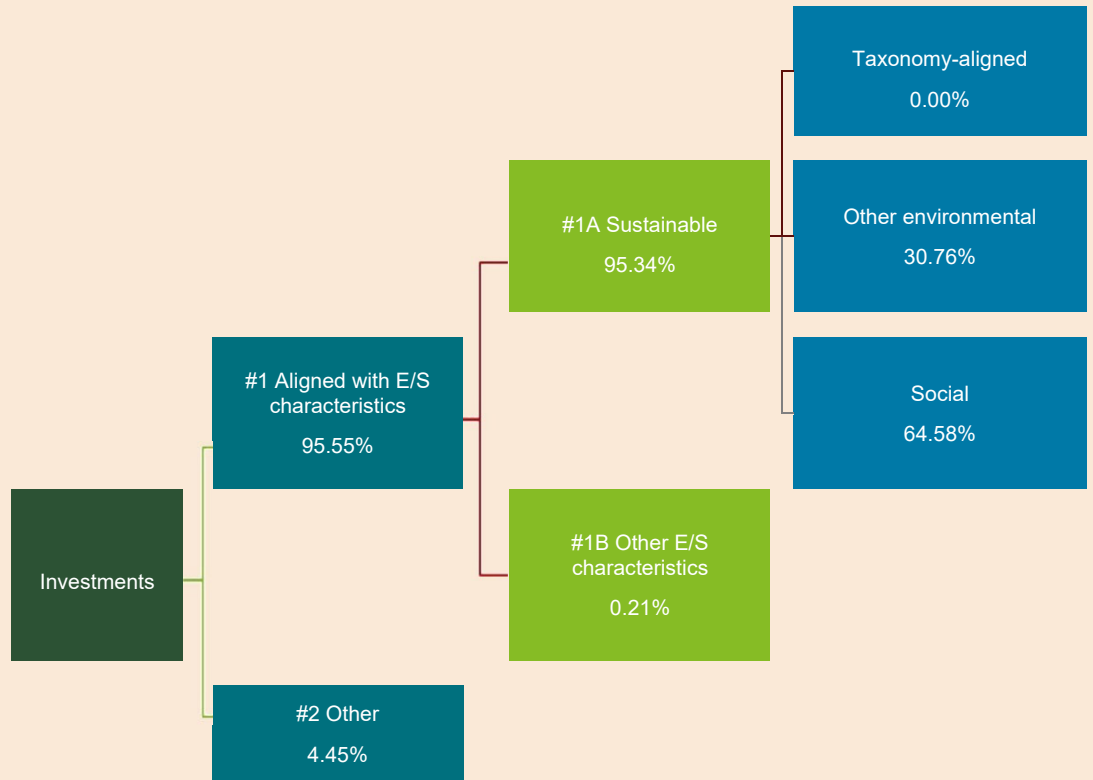 Taxonomy-aligned
0.00%
#1A Sustainable
95.34%
Other environmental
30.76%
#1 Aligned with E/S
characteristics
95.55%
Social
64.58%
Investments
#1B Other E/S
characteristics
0.21%
#2 Other
4.45%